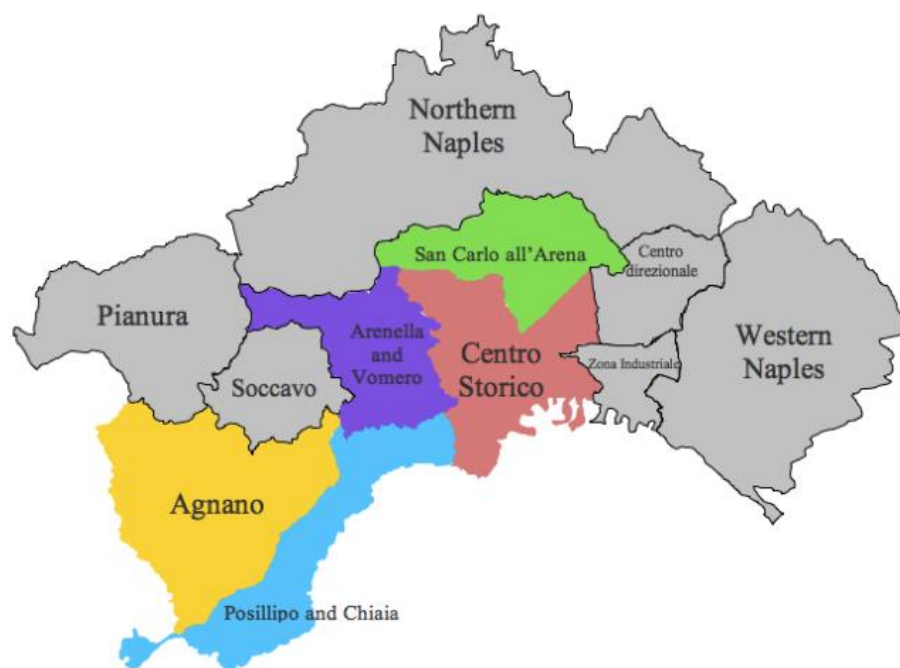 Northern
Naples
San Carlo all’Arena
Centro
direzionale
Pianura
Arenella
and
Vomero
Centro
Storico
Zona Industriale
Western
Naples
Soccavo
Agnano
Posillipo and Chiaia